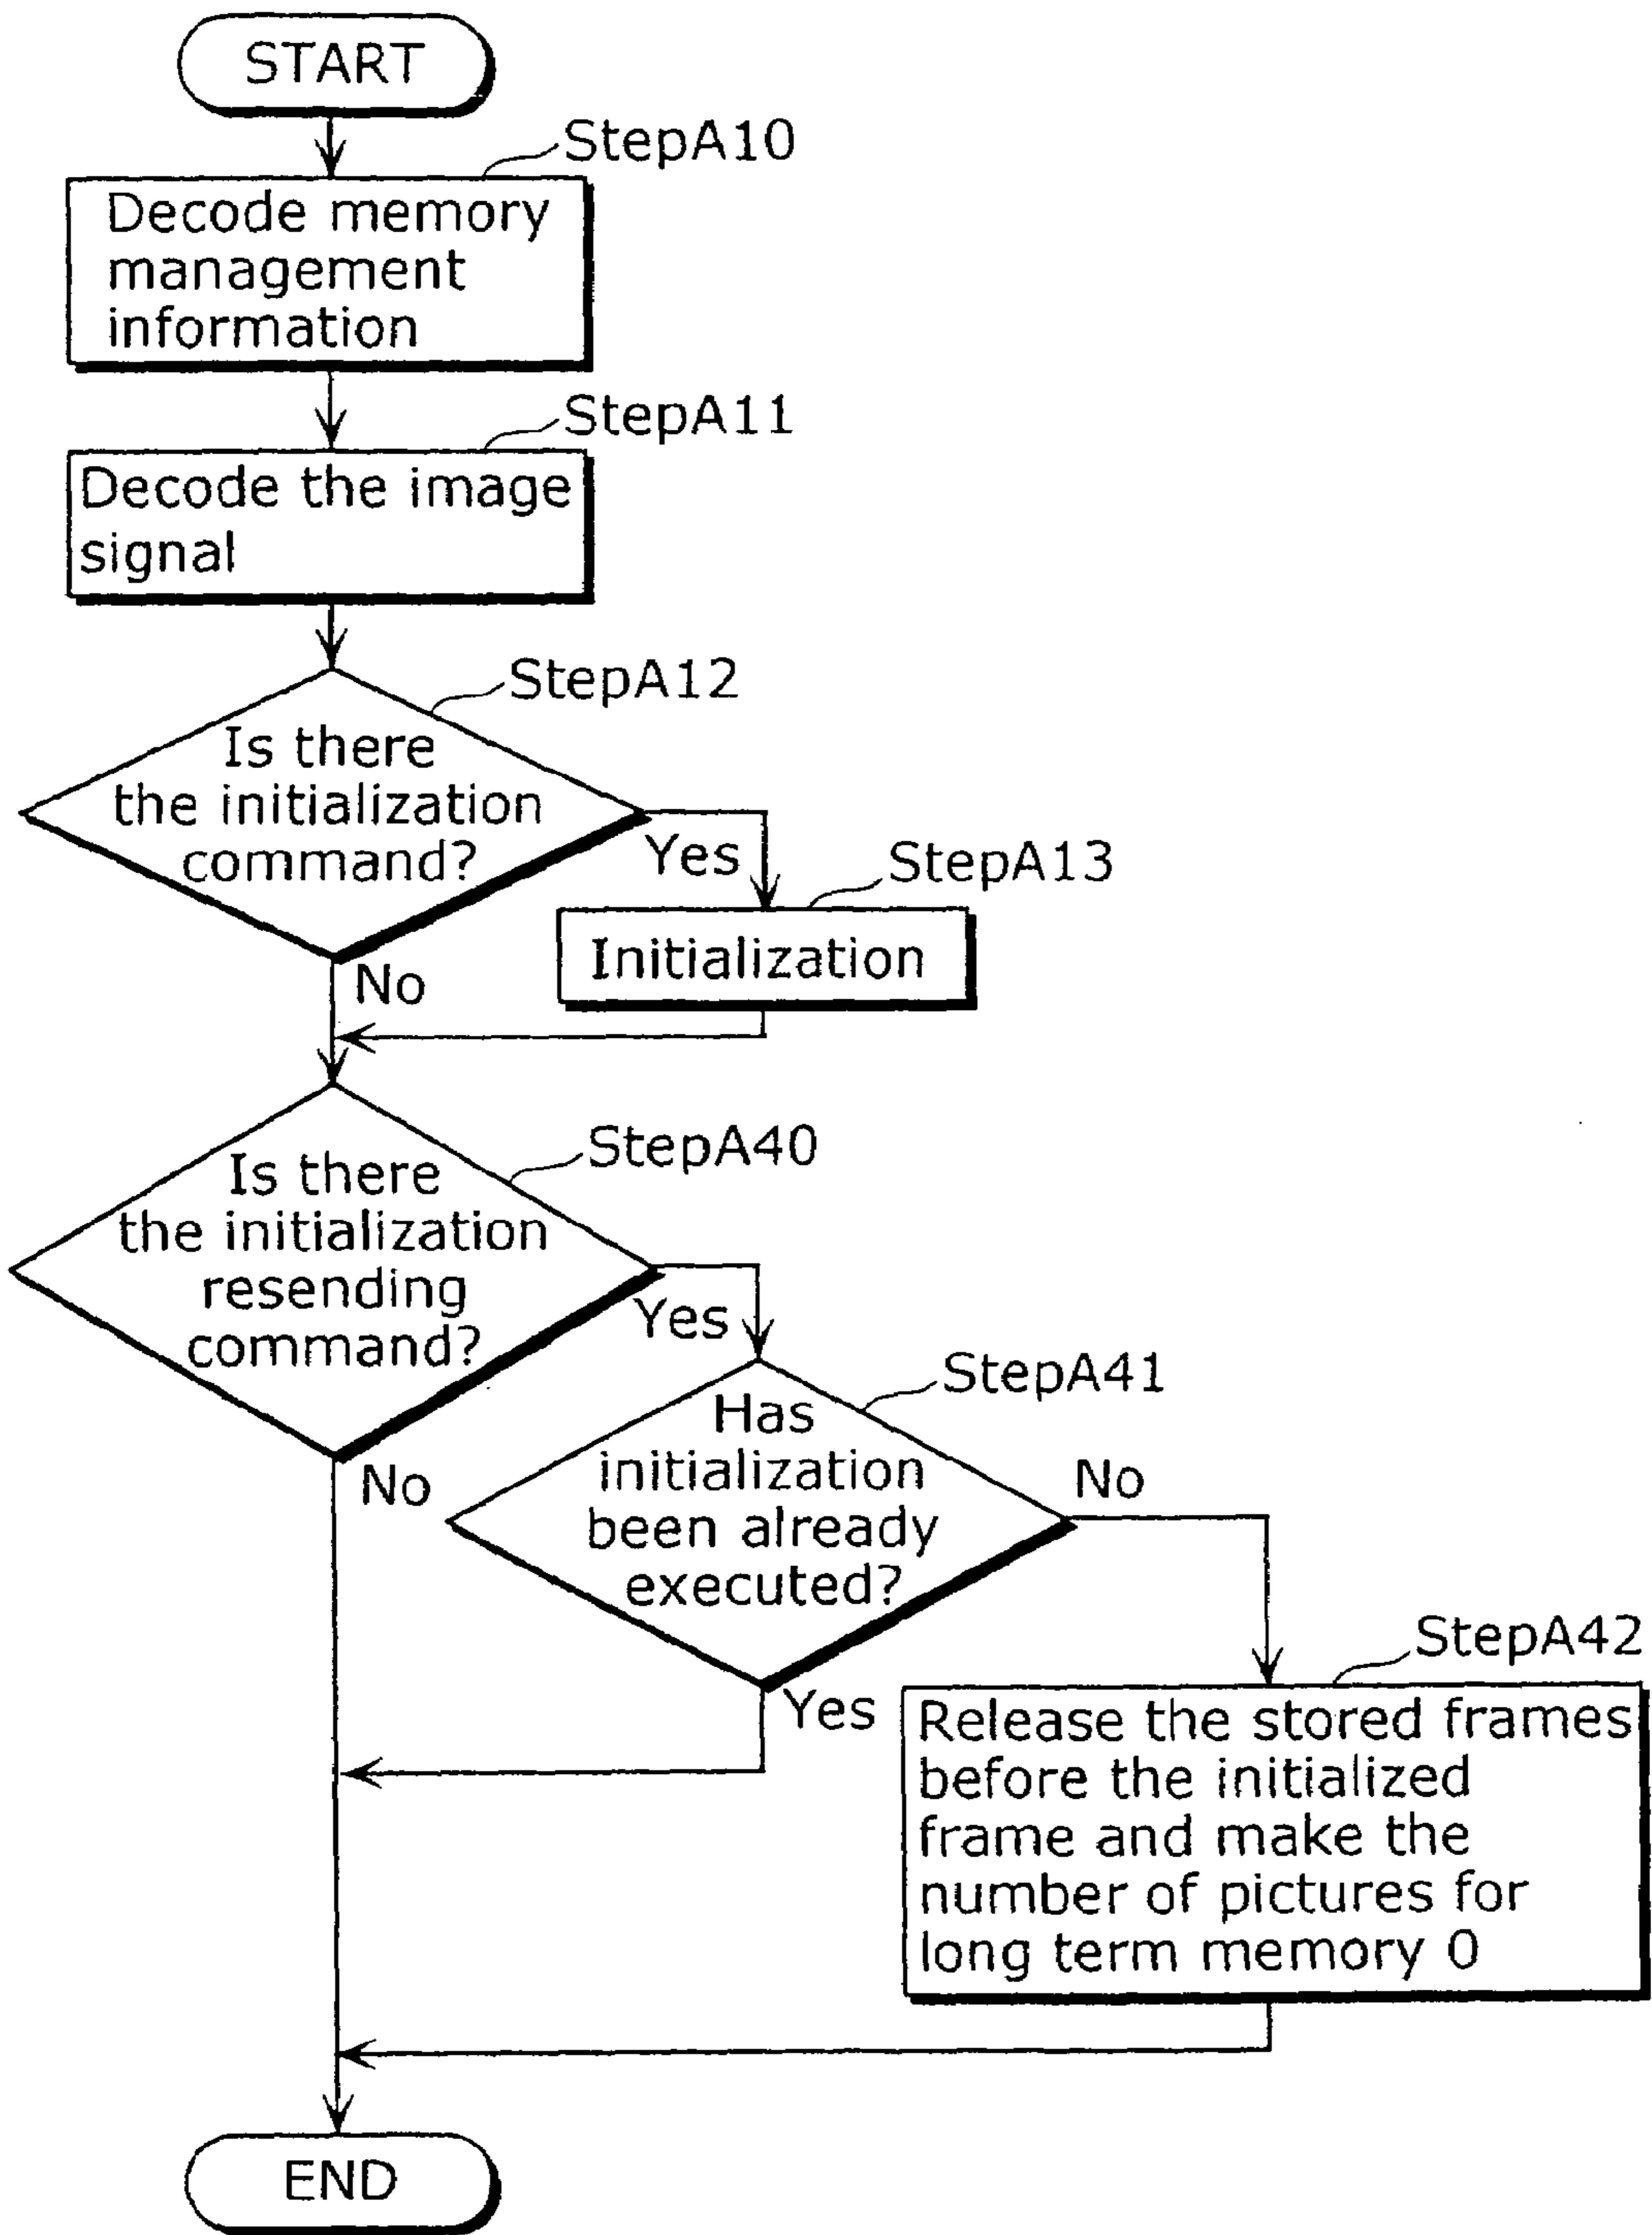 START
StepA10
Decode memory
management
information
StepA11
Decode the image
signal
StepA12
Is there
the initialization
command?
Yes
StepA13
Initialization
No
StepA40
Is there
the initialization
resending
command?
Yes
StepA41
Has
initialization
been already
executed?
No
No
StepA42
Yes
Release the stored frames
before the initialized
frame and make the
number of pictures for
long term memory 0
END